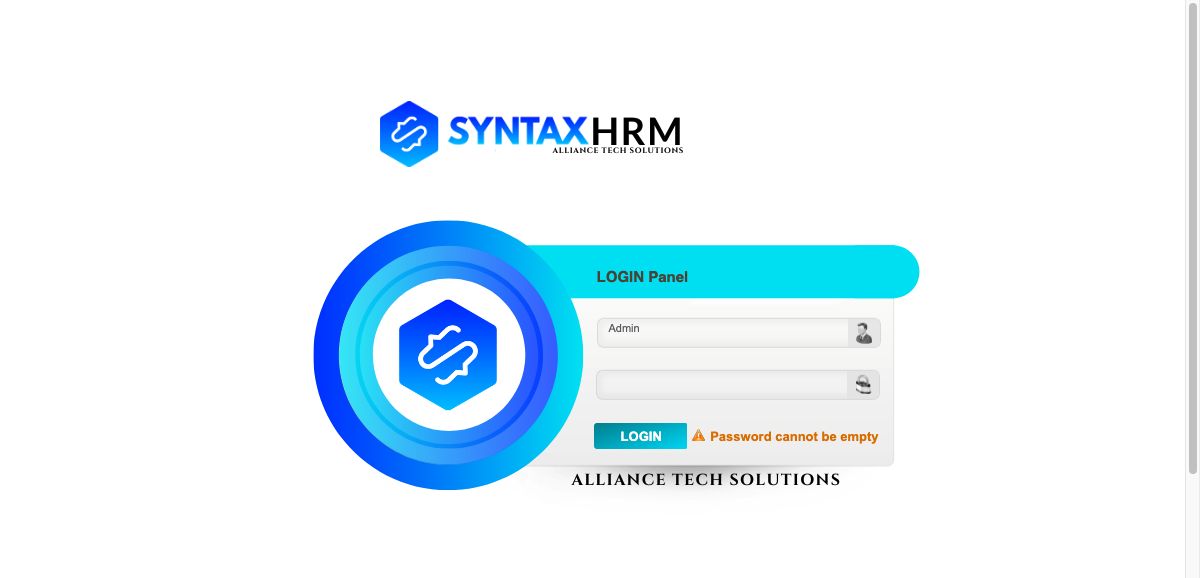 SYNTAXHRM
ALLIANCE TECH SOLUTIONS
LOGIN Panel
Admin
LOGIN
Password cannot be empty
ALLIANCE TECH SOLUTIONS